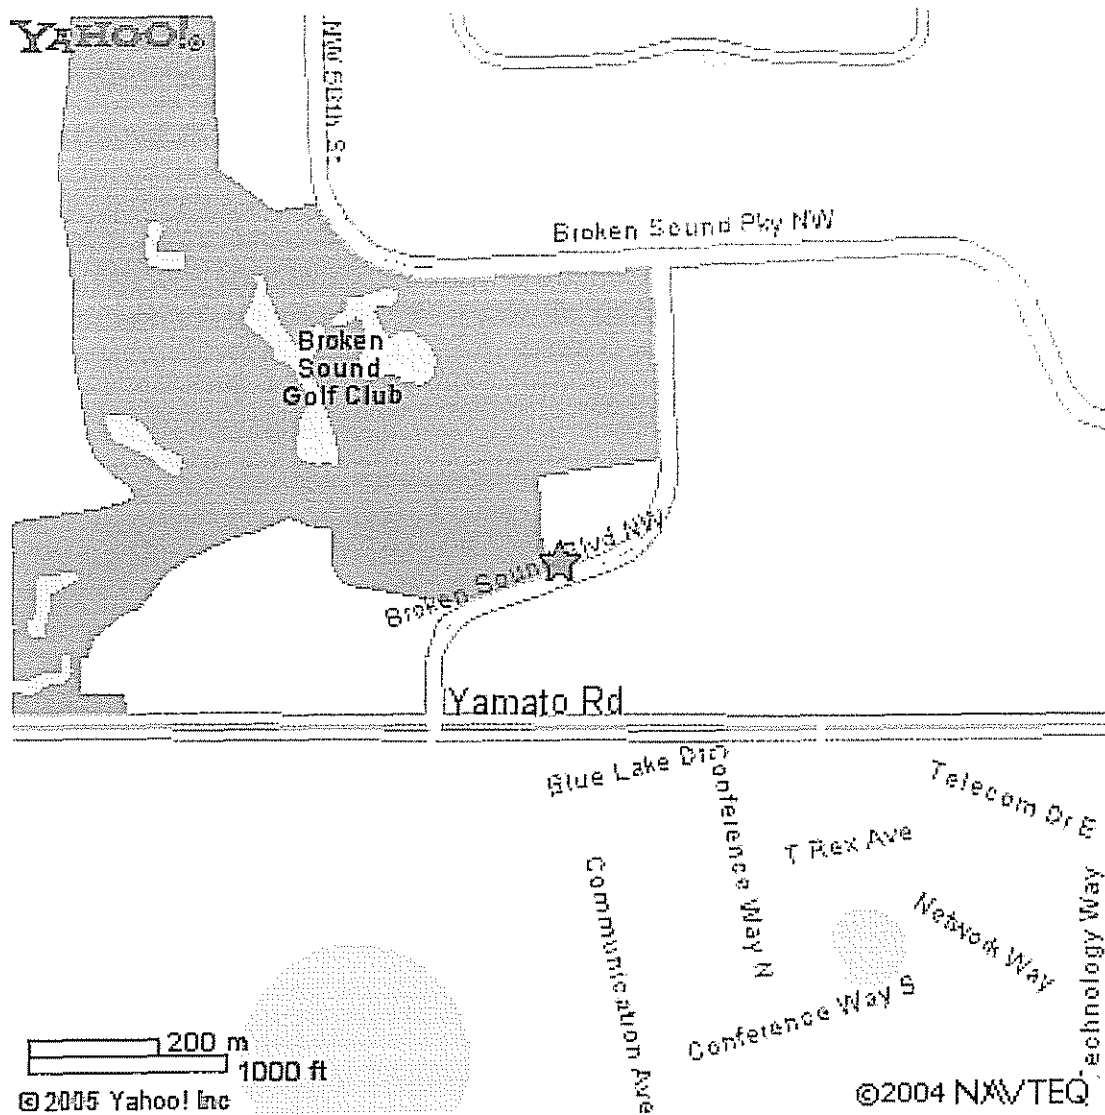 YAHOO!®
NW 50th St
Broken Sound Pky NW
Broken
Sound
Golf Club
Broken Sound Blvd NW
Yamato Rd
Blue Lake Dr
Conference Way N
Telecom Dr E
T Rex Ave
Communication Ave
Network Way
Technology Way
Conference Way S
200 m
1000 ft
©2005 Yahoo! Inc
©2004 NAVTEQ